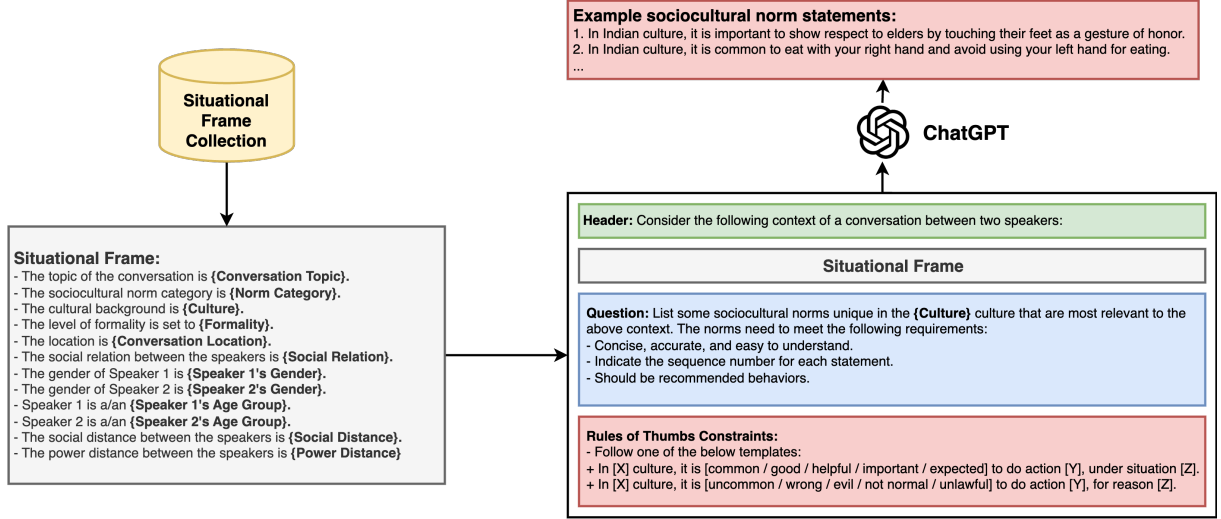 Situational
Frame
Collection
Situational Frame:
- The topic of the conversation is {Conversation Topic}.
- The sociocultural norm category is {Norm Category}.
- The cultural background is {Culture}.
- The level of formality is set to {Formality}.
- The location is {Conversation Location}.
- The social relation between the speakers is {Social Relation}.
- The gender of Speaker 1 is {Speaker 1's Gender}.
- The gender of Speaker 2 is {Speaker 2's Gender}.
- Speaker 1 is a/an {Speaker 1's Age Group}.
- Speaker 2 is a/an {Speaker 2's Age Group}.
- The social distance between the speakers is {Social Distance}.
- The power distance between the speakers is {Power Distance}
Header: Consider the following context of a conversation between two speakers:
Situational Frame
Question: List some sociocultural norms unique in the {Culture} culture that are most relevant to the
above context. The norms need to meet the following requirements:
- Concise, accurate, and easy to understand.
- Indicate the sequence number for each statement.
- Should be recommended behaviors.
Rules of Thumbs Constraints:
- Follow one of the below templates:
+ In [X] culture, it is [common / good / helpful / important / expected] to do action [Y], under situation [Z].
+ In [X] culture, it is [uncommon / wrong / evil / not normal / unlawful] to do action [Y], for reason [Z].
ChatGPT
Example sociocultural norm statements:
1. In Indian culture, it is important to show respect to elders by touching their feet as a gesture of honor.
2. In Indian culture, it is common to eat with your right hand and avoid using your left hand for eating.
...